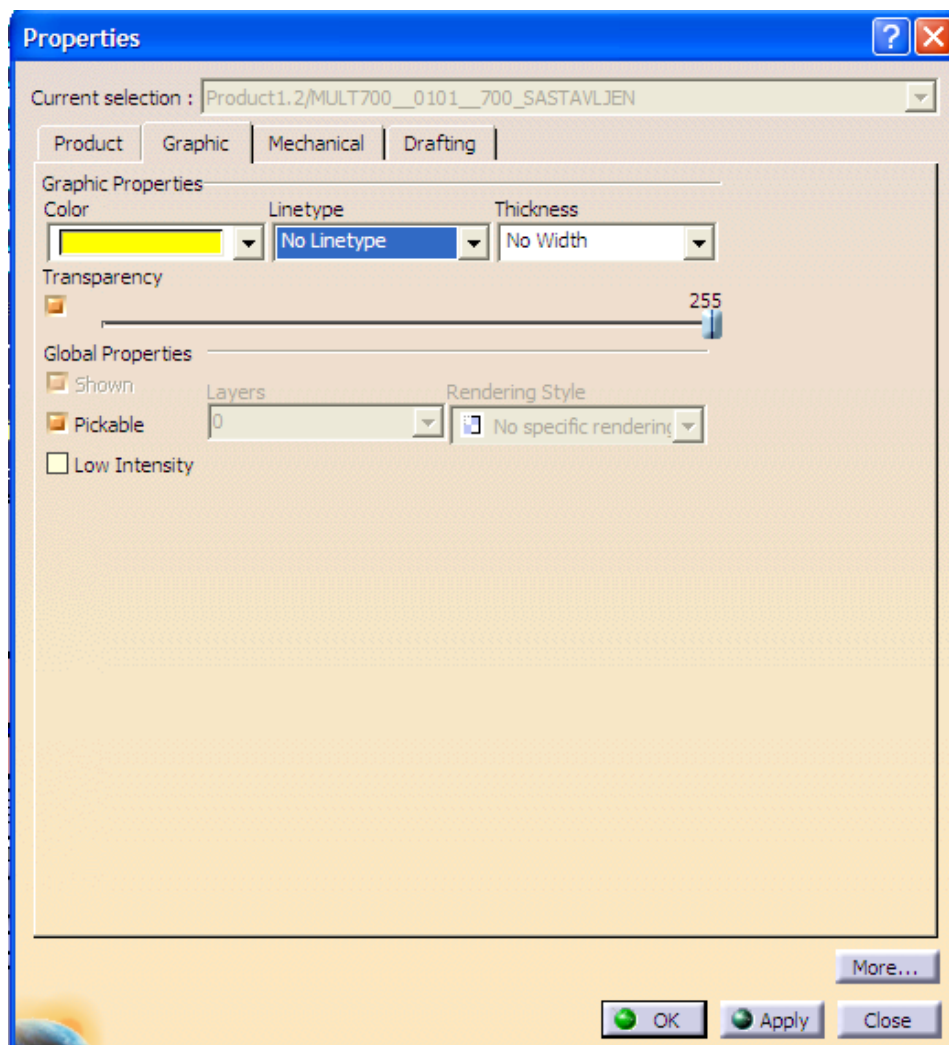 Properties
Current selection : Product1.2/MULT700__0101__700_SASTAVLJEN
Product Graphic Mechanical Drafting
Graphic Properties
Color Linetype Thickness
No Linetype No Width
Transparency
255
Global Properties
Shown Layers Rendering Style
Pickable 0 No specific rendering
Low Intensity
More...
OK Apply Close